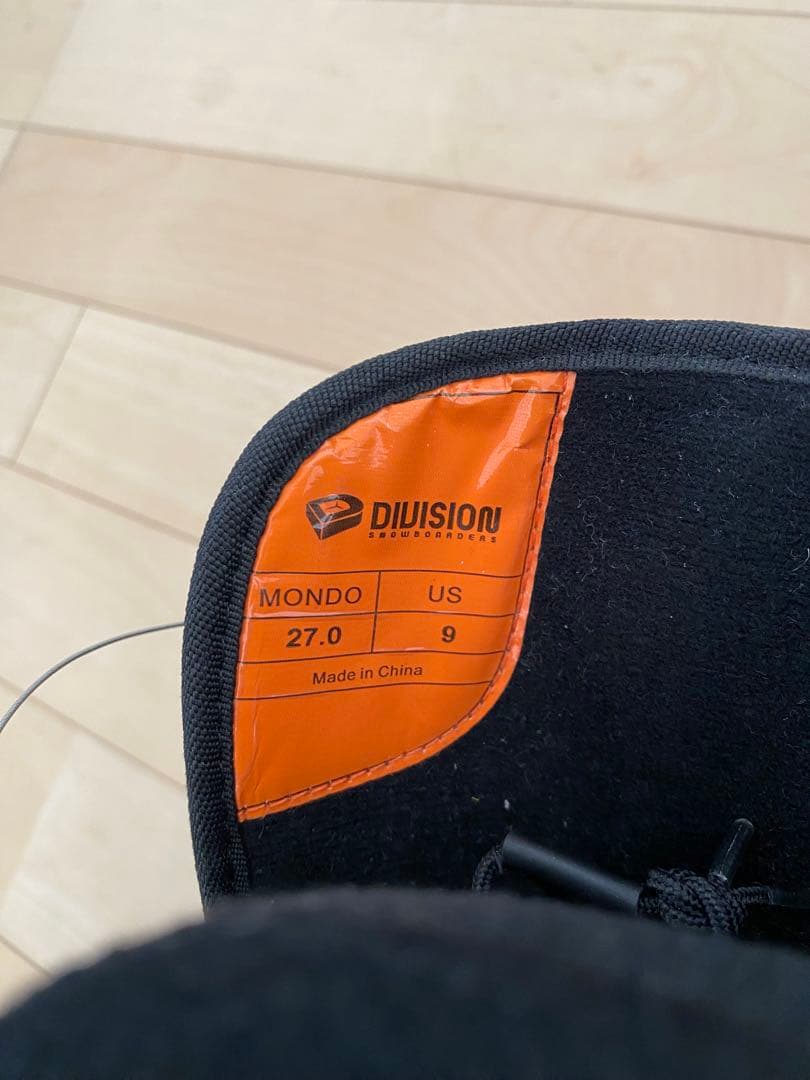 DIVISION
SNOWBOARDERS
MONDO US
27.0 9
Made in China